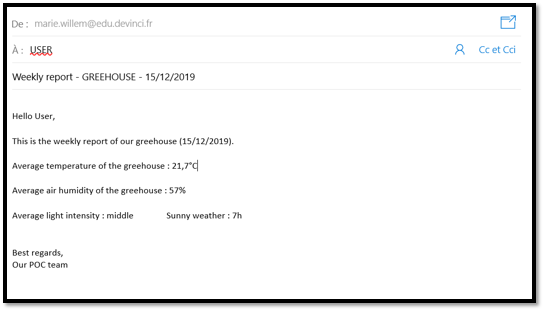 De : marie.willem@edu.devinci.fr
À : USER Cc et Cci
Weekly report - GREEHOUSE - 15/12/2019
Hello User,
This is the weekly report of our greehouse (15/12/2019).
Average temperature of the greehouse : 21,7°C
Average air humidity of the greehouse : 57%
Average light intensity : middle Sunny weather : 7h
Best regards,
Our POC team